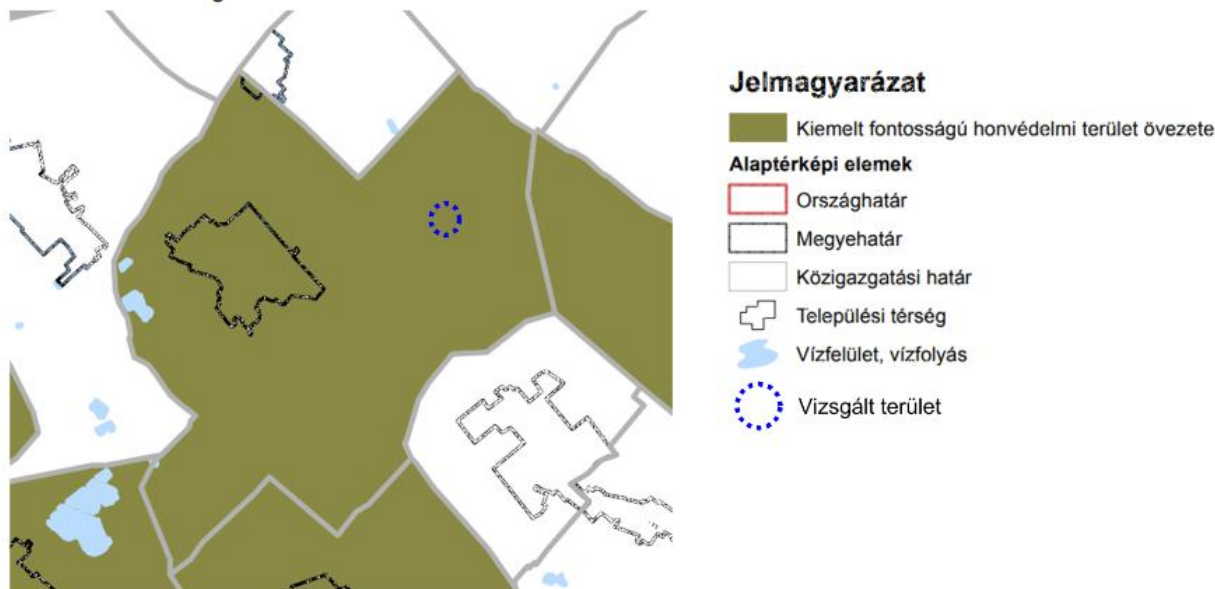 Jelmagyarázat
Kiemelt fontosságú honvédelmi terület övezete
Alaptérképi elemek
Országhatár
Megyehatár
Közigazgatási határ
Települési térség
Vízfelület, vízfolyás
Vizsgált terület